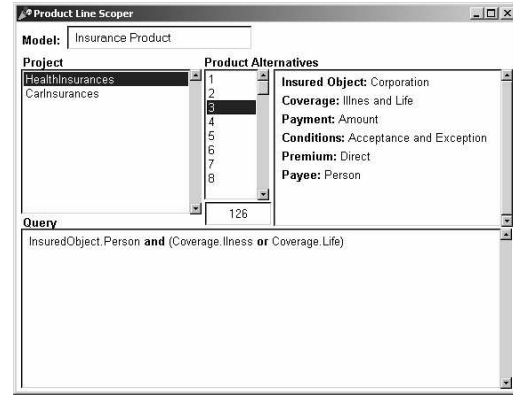 Product Line Scoper
Model: Insurance Product
Project
HealthInsurances
CarInsurances
Product Alternatives
1
2
3
4
5
6
7
8
126
Insured Object: Corporation
Coverage: Illnes and Life
Payment: Amount
Conditions: Acceptance and Exception
Premium: Direct
Payee: Person
Query
InsuredObject.Person and (Coverage.Ilness or Coverage.Life)